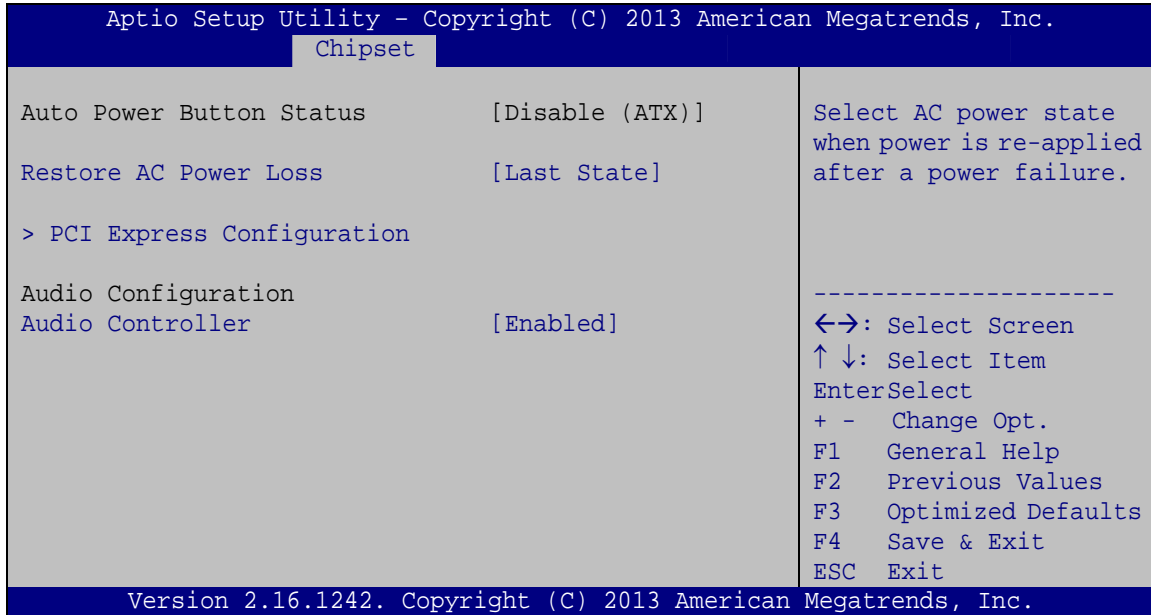 Aptio Setup Utility – Copyright (C) 2013 American Megatrends, Inc.
Chipset
Auto Power Button Status [Disable (ATX)]
Restore AC Power Loss [Last State]
> PCI Express Configuration
Audio Configuration
Audio Controller [Enabled]
Select AC power state
when power is re-applied
after a power failure.
---------------------
←→: Select Screen
↑ ↓: Select Item
EnterSelect
+ - Change Opt.
F1 General Help
F2 Previous Values
F3 Optimized Defaults
F4 Save & Exit
ESC Exit
Version 2.16.1242. Copyright (C) 2013 American Megatrends, Inc.